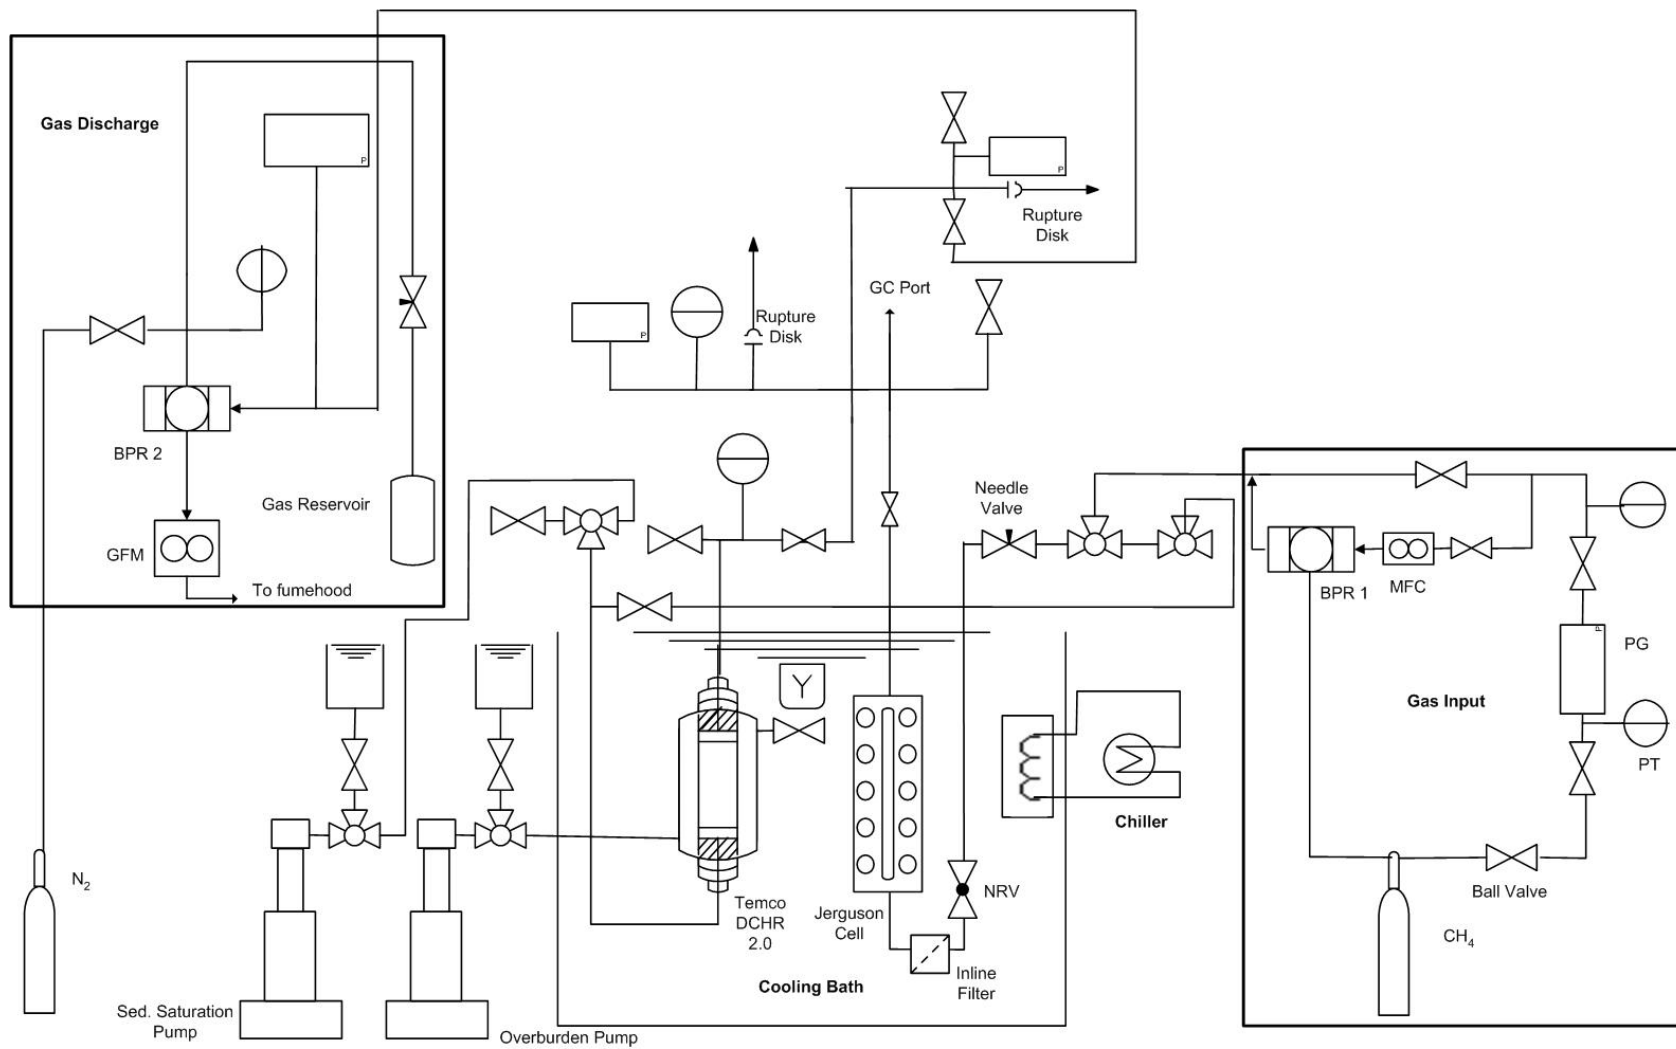 Gas Discharge
P
P
Rupture
Disk
GC Port
Rupture
Disk
P
BPR 2
Gas Reservoir
GFM
To fumehood
Needle
Valve
BPR 1
MFC
P
PG
Gas Input
PT
Y
Chiller
Ball Valve
N2
Temco
DCHR
2.0
Jerguson
Cell
NRV
CH4
Inline
Filter
Cooling Bath
Sed. Saturation
Pump
Overburden Pump